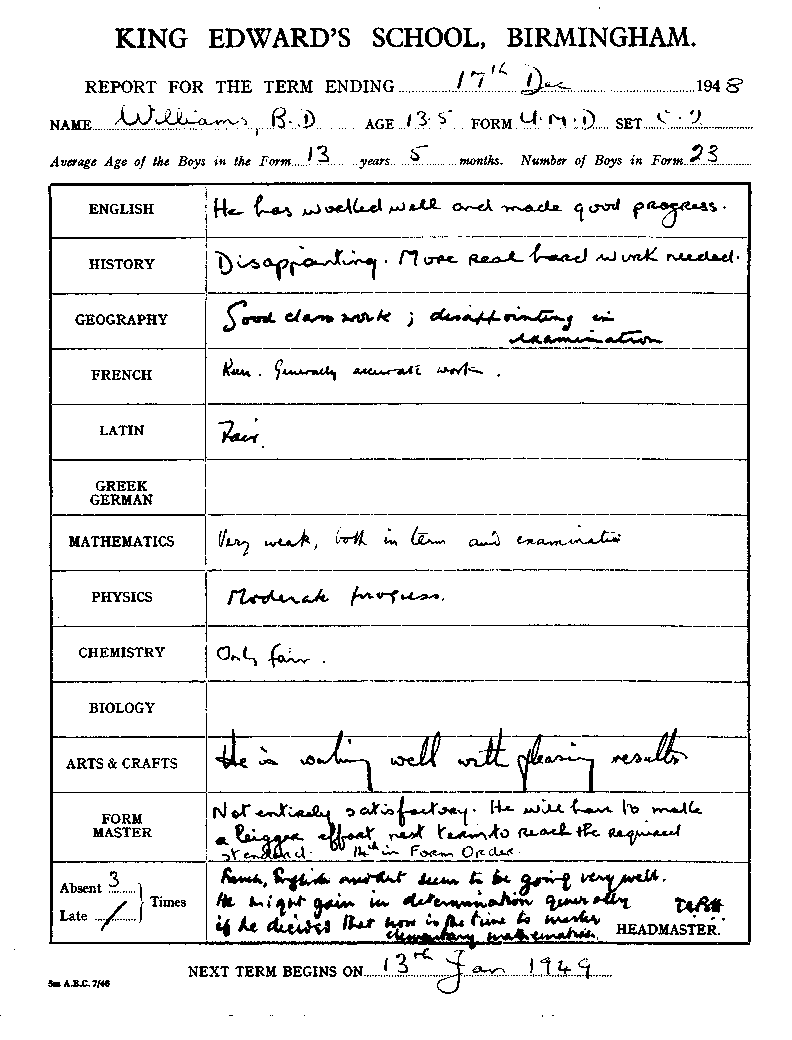 KING EDWARD'S SCHOOL, BIRMINGHAM.
REPORT FOR THE TERM ENDING 17th Dec 1948
NAME Williams, B.D AGE 13.5 FORM U.M.D SET
Average Age of the Boys in the Form 13 years 5 months. Number of Boys in Form 23
ENGLISH He has worked well and made good progress.
HISTORY Disappointing. More real hard work needed.
GEOGRAPHY Good class work ; disappointing in
examination
FRENCH Keen. Generally accurate work.
LATIN Fair.
GREEK
GERMAN
MATHEMATICS Very weak, both in term and examination
PHYSICS Moderate progress.
CHEMISTRY Only fair.
BIOLOGY
ARTS & CRAFTS He is working well with pleasing results
FORM MASTER Not entirely satisfactory. He will have to make
a bigger effort next term to reach the required
standard. 14th in Form Order.
Absent 3 Times
Late /
French, English and art seem to be going very well.
He might gain in determination generally
if he decides that now is the time to master
elementary mathematics.
HEADMASTER.
NEXT TERM BEGINS ON 13th Jan 1949
5m A.B.C. 7/46